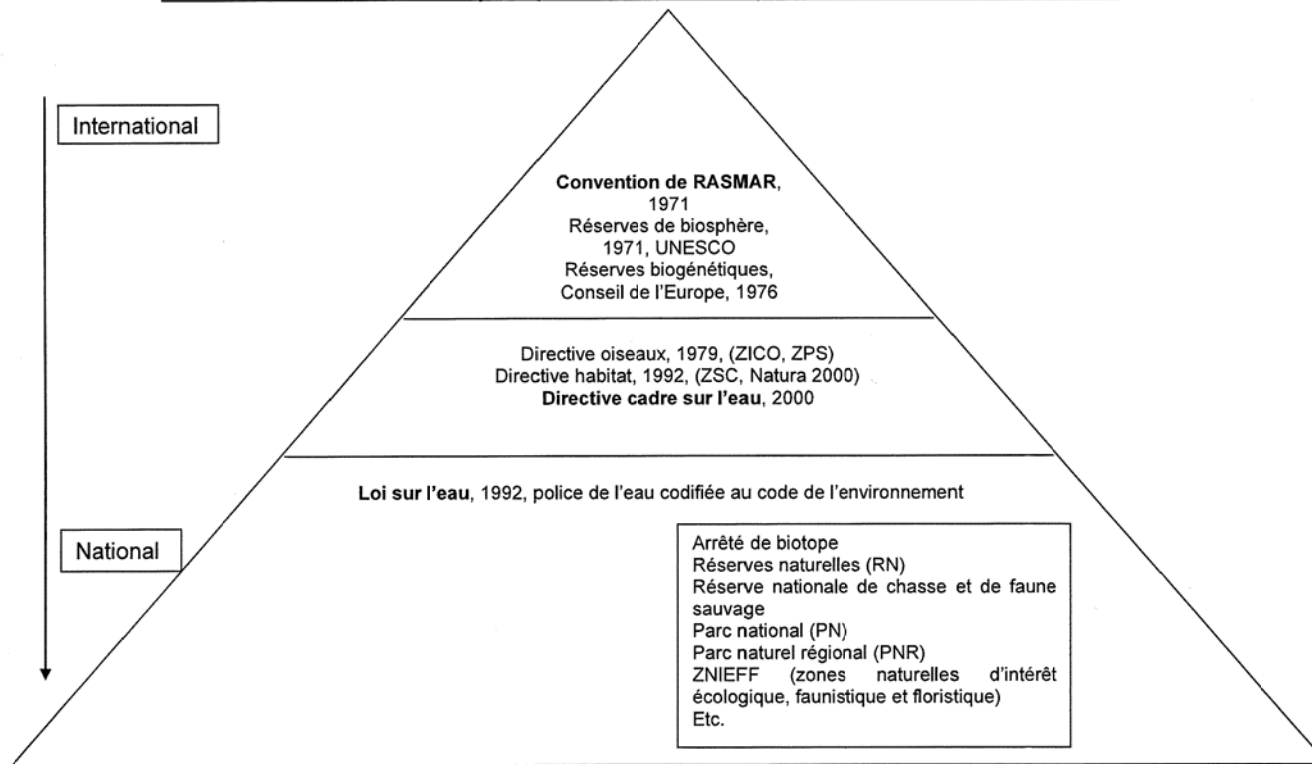 International
Convention de RASMAR,
1971
Réserves de biosphère,
1971, UNESCO
Réserves biogénétiques,
Conseil de l'Europe, 1976
Directive oiseaux, 1979, (ZICO, ZPS)
Directive habitat, 1992, (ZSC, Natura 2000)
Directive cadre sur l'eau, 2000
Loi sur l'eau, 1992, police de l'eau codifiée au code de l'environnement
National
Arrêté de biotope
Réserves naturelles (RN)
Réserve nationale de chasse et de faune
sauvage
Parc national (PN)
Parc naturel régional (PNR)
ZNIEFF (zones naturelles d'intérêt
écologique, faunistique et floristique)
Etc.